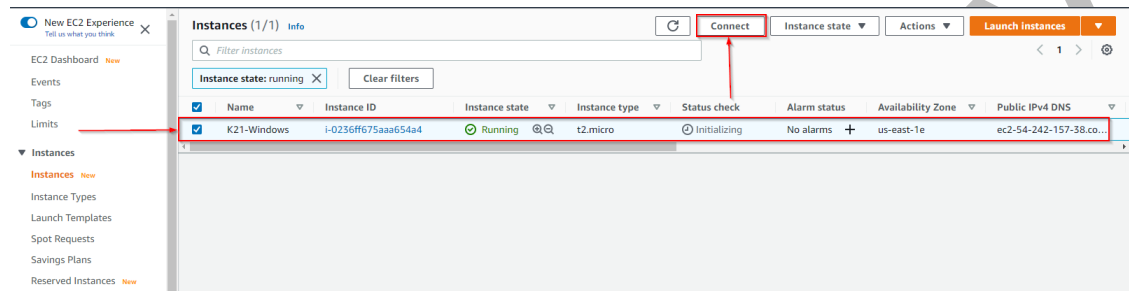 New EC2 Experience
Tell us what you think
EC2 Dashboard New
Events
Tags
Limits
Instances
Instances New
Instance Types
Launch Templates
Spot Requests
Savings Plans
Reserved Instances New
Instances (1/1) Info
Connect
Instance state
Actions
Launch instances
Filter instances
1
Instance state: running
Clear filters
Name Instance ID Instance state Instance type Status check Alarm status Availability Zone Public IPv4 DNS
K21-Windows i-0236ff675aaa654a4 Running t2.micro Initializing No alarms us-east-1e ec2-54-242-157-38.co...